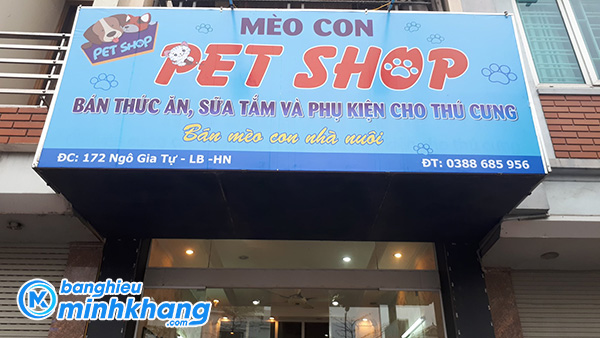 MÈO CON
PET SHOP
PET SHOP
BÁN THỨC ĂN, SỮA TẮM VÀ PHỤ KIỆN CHO THÚ CƯNG
Bán mèo con nhà nuôi
ĐC: 172 Ngô Gia Tự - LB -HN
ĐT: 0388 685 956
banghieu
minhkhang
.com